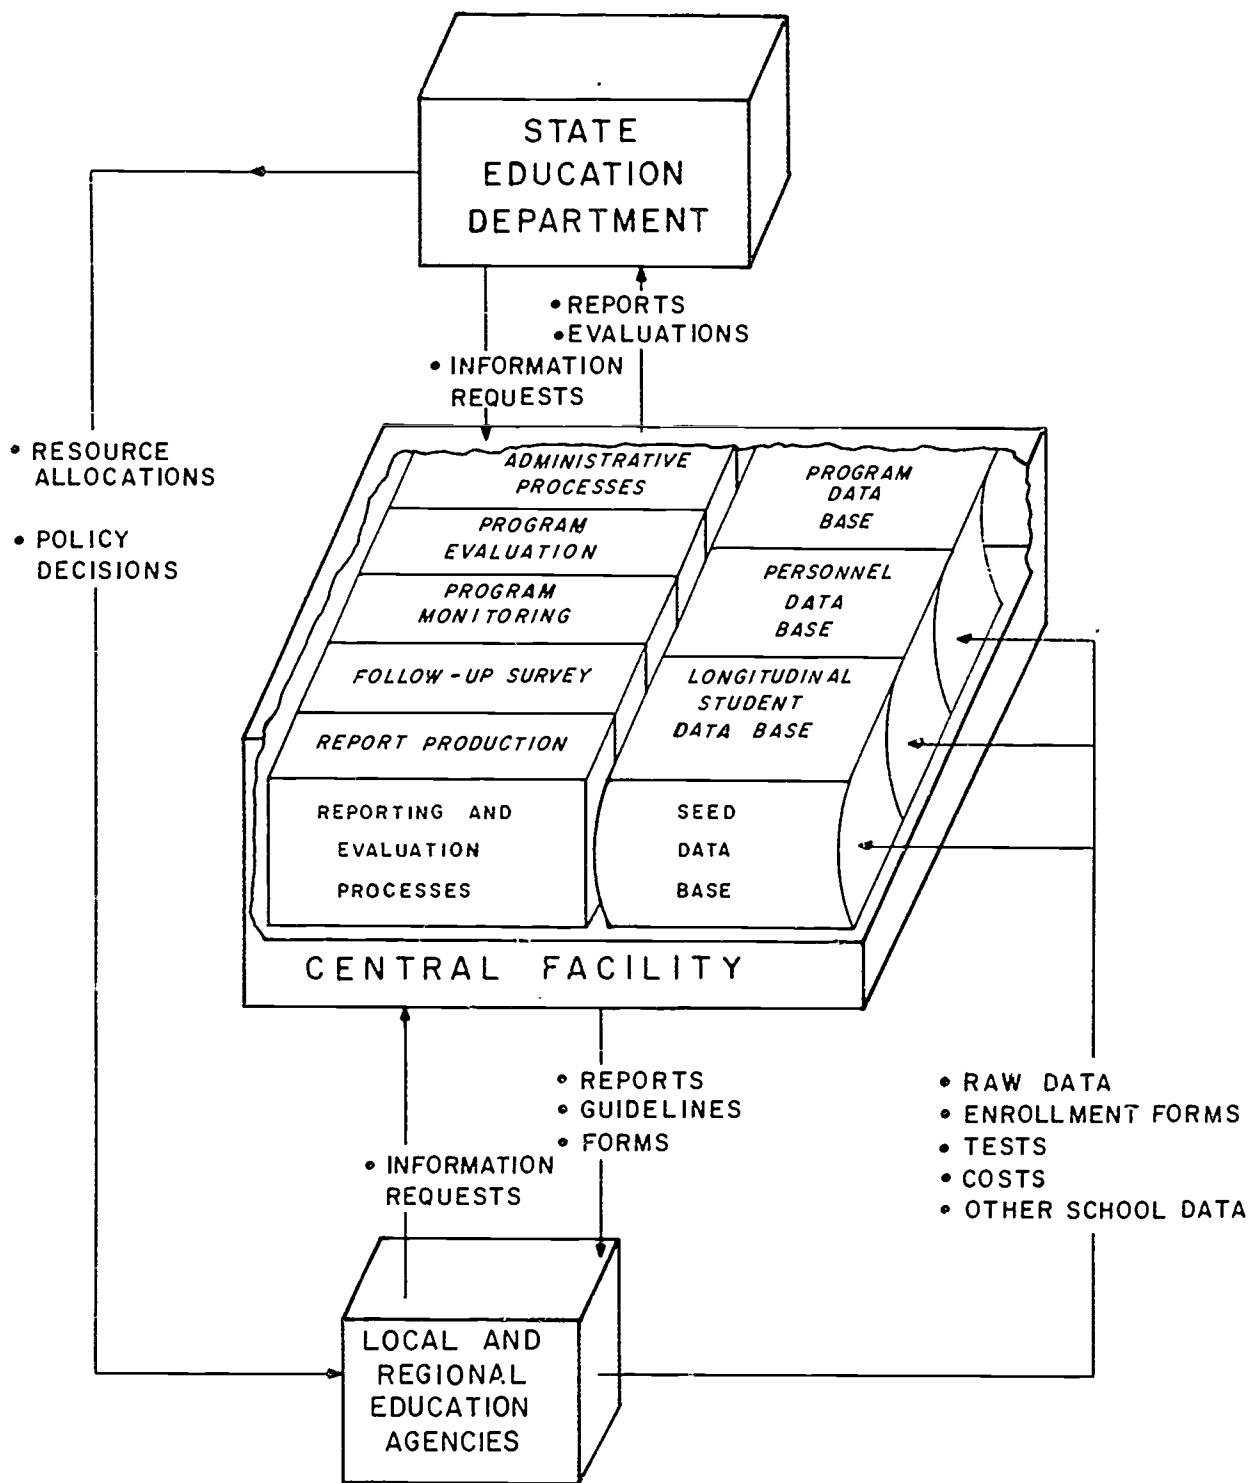 STATE
EDUCATION
DEPARTMENT
• REPORTS
• EVALUATIONS
• INFORMATION
REQUESTS
• RESOURCE
ALLOCATIONS
• POLICY
DECISIONS
ADMINISTRATIVE
PROCESSES
PROGRAM
EVALUATION
PROGRAM
MONITORING
FOLLOW-UP SURVEY
REPORT PRODUCTION
REPORTING AND
EVALUATION
PROCESSES
PROGRAM
DATA
BASE
PERSONNEL
DATA
BASE
LONGITUDINAL
STUDENT
DATA BASE
SEED
DATA
BASE
CENTRAL FACILITY
• REPORTS
• GUIDELINES
• FORMS
• INFORMATION
REQUESTS
• RAW DATA
• ENROLLMENT FORMS
• TESTS
• COSTS
• OTHER SCHOOL DATA
LOCAL AND
REGIONAL
EDUCATION
AGENCIES